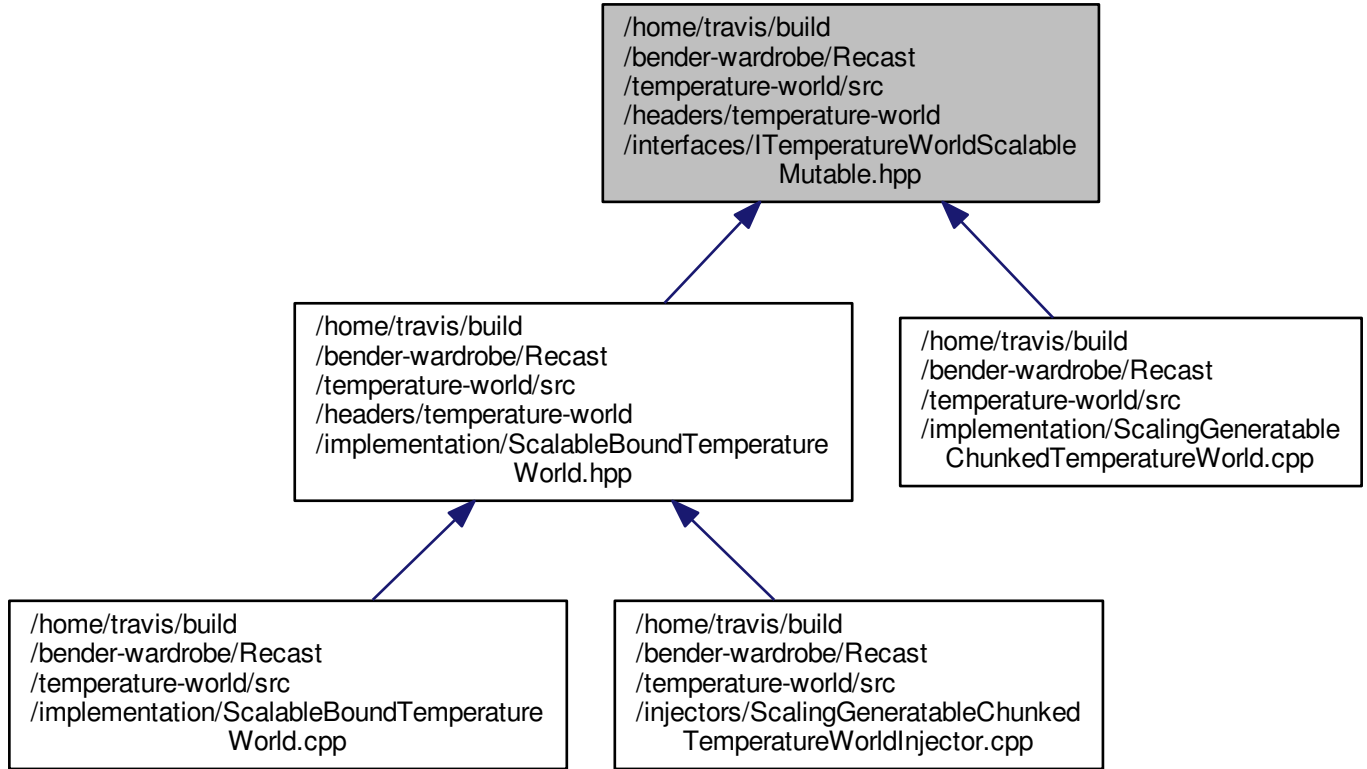 /home/travis/build
/bender-wardrobe/Recast
/temperature-world/src
/headers/temperature-world
/interfaces/ITemperatureWorldScalable
Mutable.hpp
/home/travis/build
/bender-wardrobe/Recast
/temperature-world/src
/headers/temperature-world
/implementation/ScalableBoundTemperature
World.hpp
/home/travis/build
/bender-wardrobe/Recast
/temperature-world/src
/implementation/ScalingGeneratable
ChunkedTemperatureWorld.cpp
/home/travis/build
/bender-wardrobe/Recast
/temperature-world/src
/implementation/ScalableBoundTemperature
World.cpp
/home/travis/build
/bender-wardrobe/Recast
/temperature-world/src
/injectors/ScalingGeneratableChunked
TemperatureWorldInjector.cpp